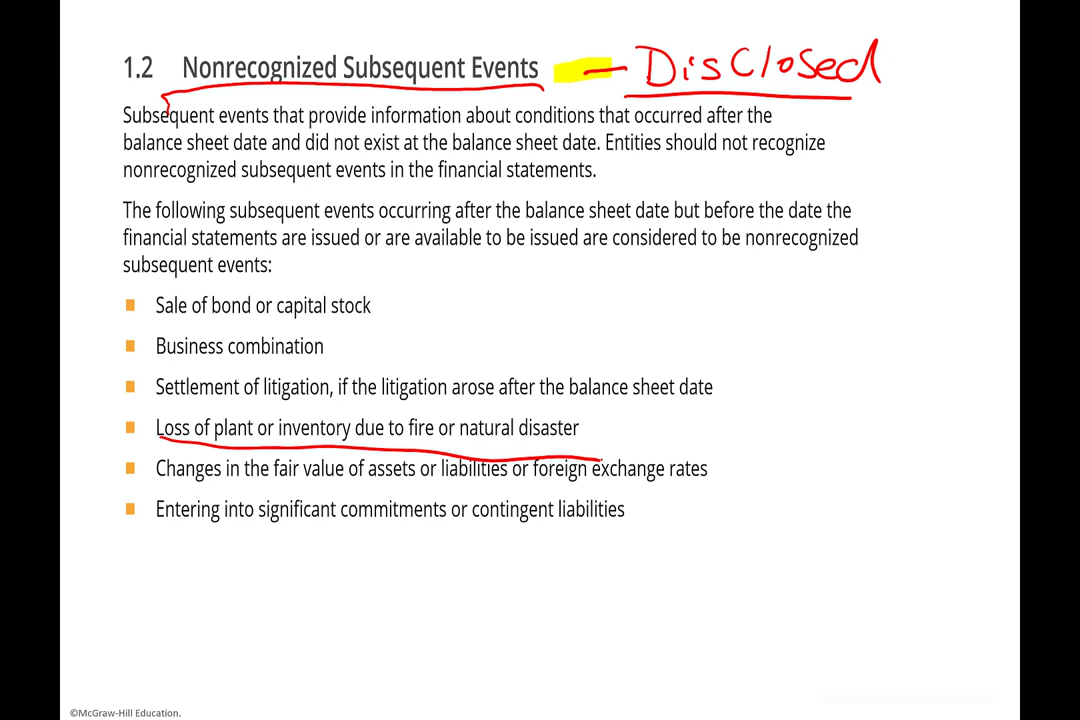 1.2 Nonrecognized Subsequent Events - DisClosed
Subsequent events that provide information about conditions that occurred after the
balance sheet date and did not exist at the balance sheet date. Entities should not recognize
nonrecognized subsequent events in the financial statements.
The following subsequent events occurring after the balance sheet date but before the date the
financial statements are issued or are available to be issued are considered to be nonrecognized
subsequent events:
Sale of bond or capital stock
Business combination
Settlement of litigation, if the litigation arose after the balance sheet date
Loss of plant or inventory due to fire or natural disaster
Changes in the fair value of assets or liabilities or foreign exchange rates
Entering into significant commitments or contingent liabilities
©McGraw-Hill Education.